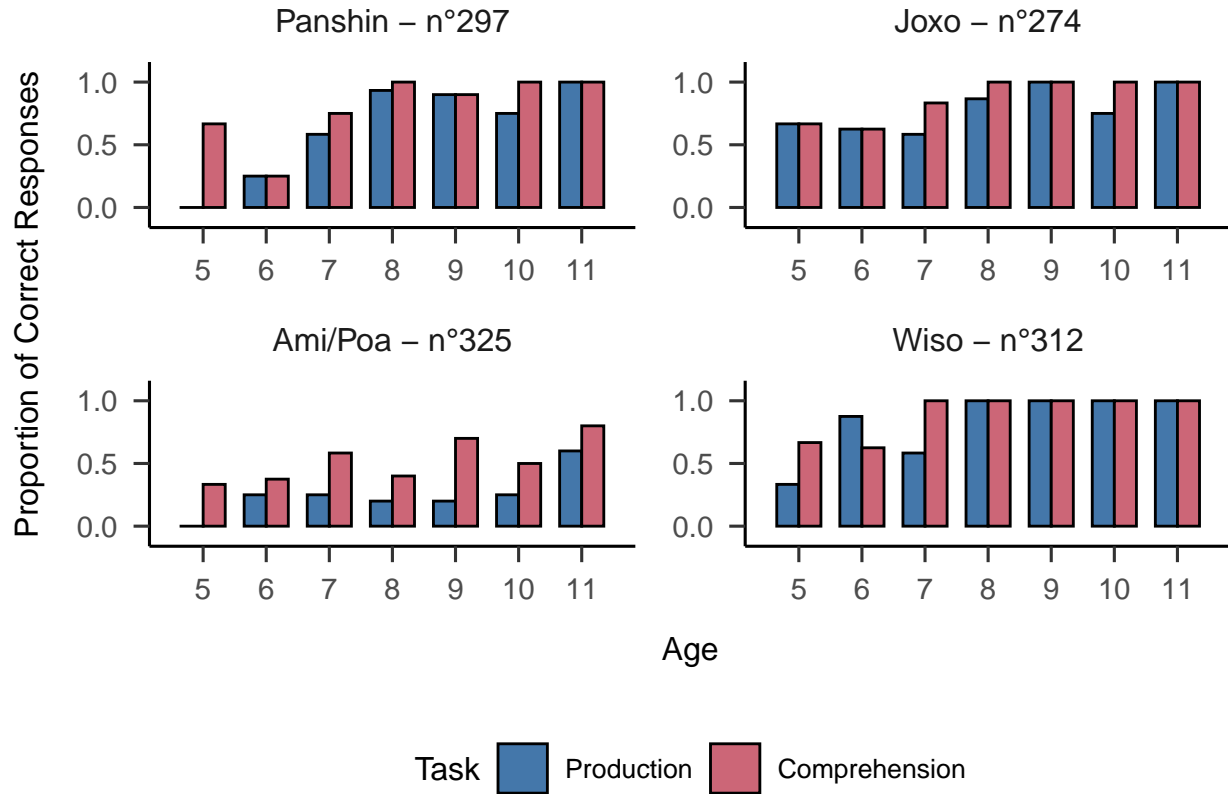 Panshin – n°297
Joxo – n°274
Proportion of Correct Responses
1.0
0.5
0.0
5 6 7 8 9 10 11
1.0
0.5
0.0
5 6 7 8 9 10 11
Ami/Poa – n°325
Wiso – n°312
1.0
0.5
0.0
5 6 7 8 9 10 11
1.0
0.5
0.0
5 6 7 8 9 10 11
Age
Task Production Comprehension